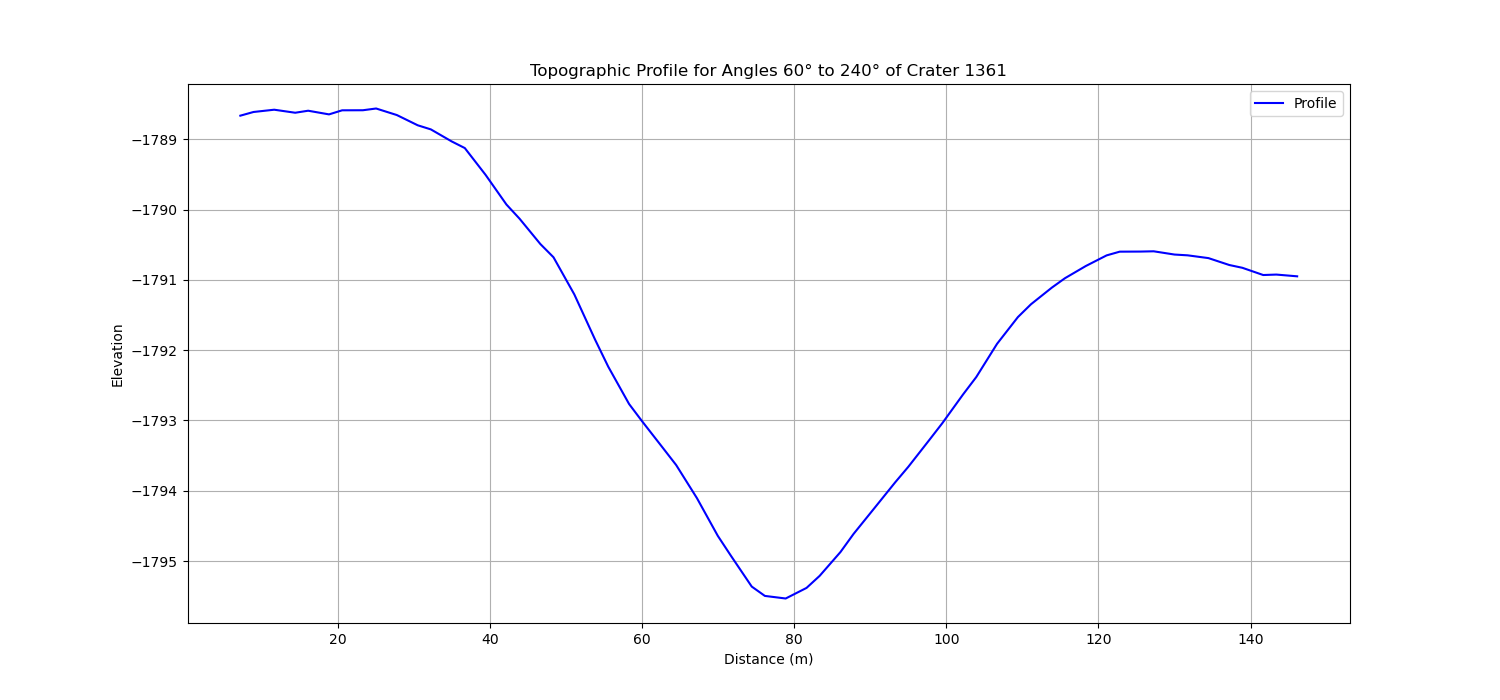 Topographic Profile for Angles 60° to 240° of Crater 1361
Profile
−1789
−1790
−1791
−1792
−1793
−1794
−1795
Elevation
20 40 60 80 100 120 140
Distance (m)